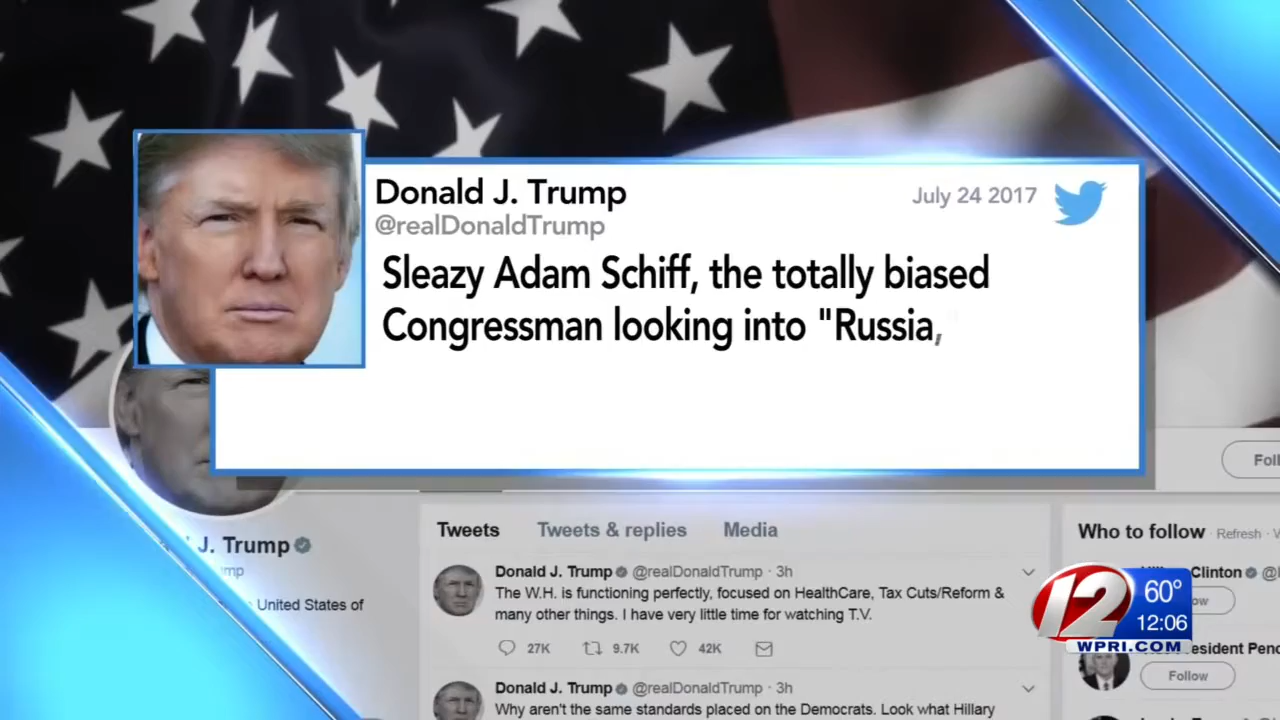 Donald J. Trump
July 24 2017
@realDonaldTrump
Sleazy Adam Schiff, the totally biased
Congressman looking into "Russia,
J. Trump
United States of
Tweets
Tweets & replies
Media
Donald J. Trump @realDonaldTrump · 3h
The W.H. is functioning perfectly, focused on HealthCare, Tax Cuts/Reform &
many other things. I have very little time for watching T.V.
27K
9.7K
42K
Donald J. Trump @realDonaldTrump · 3h
Why aren't the same standards placed on the Democrats. Look what Hillary
Who to follow · Refresh ·
Clinton
Follow
12
60°
12:06
WPRI.COM